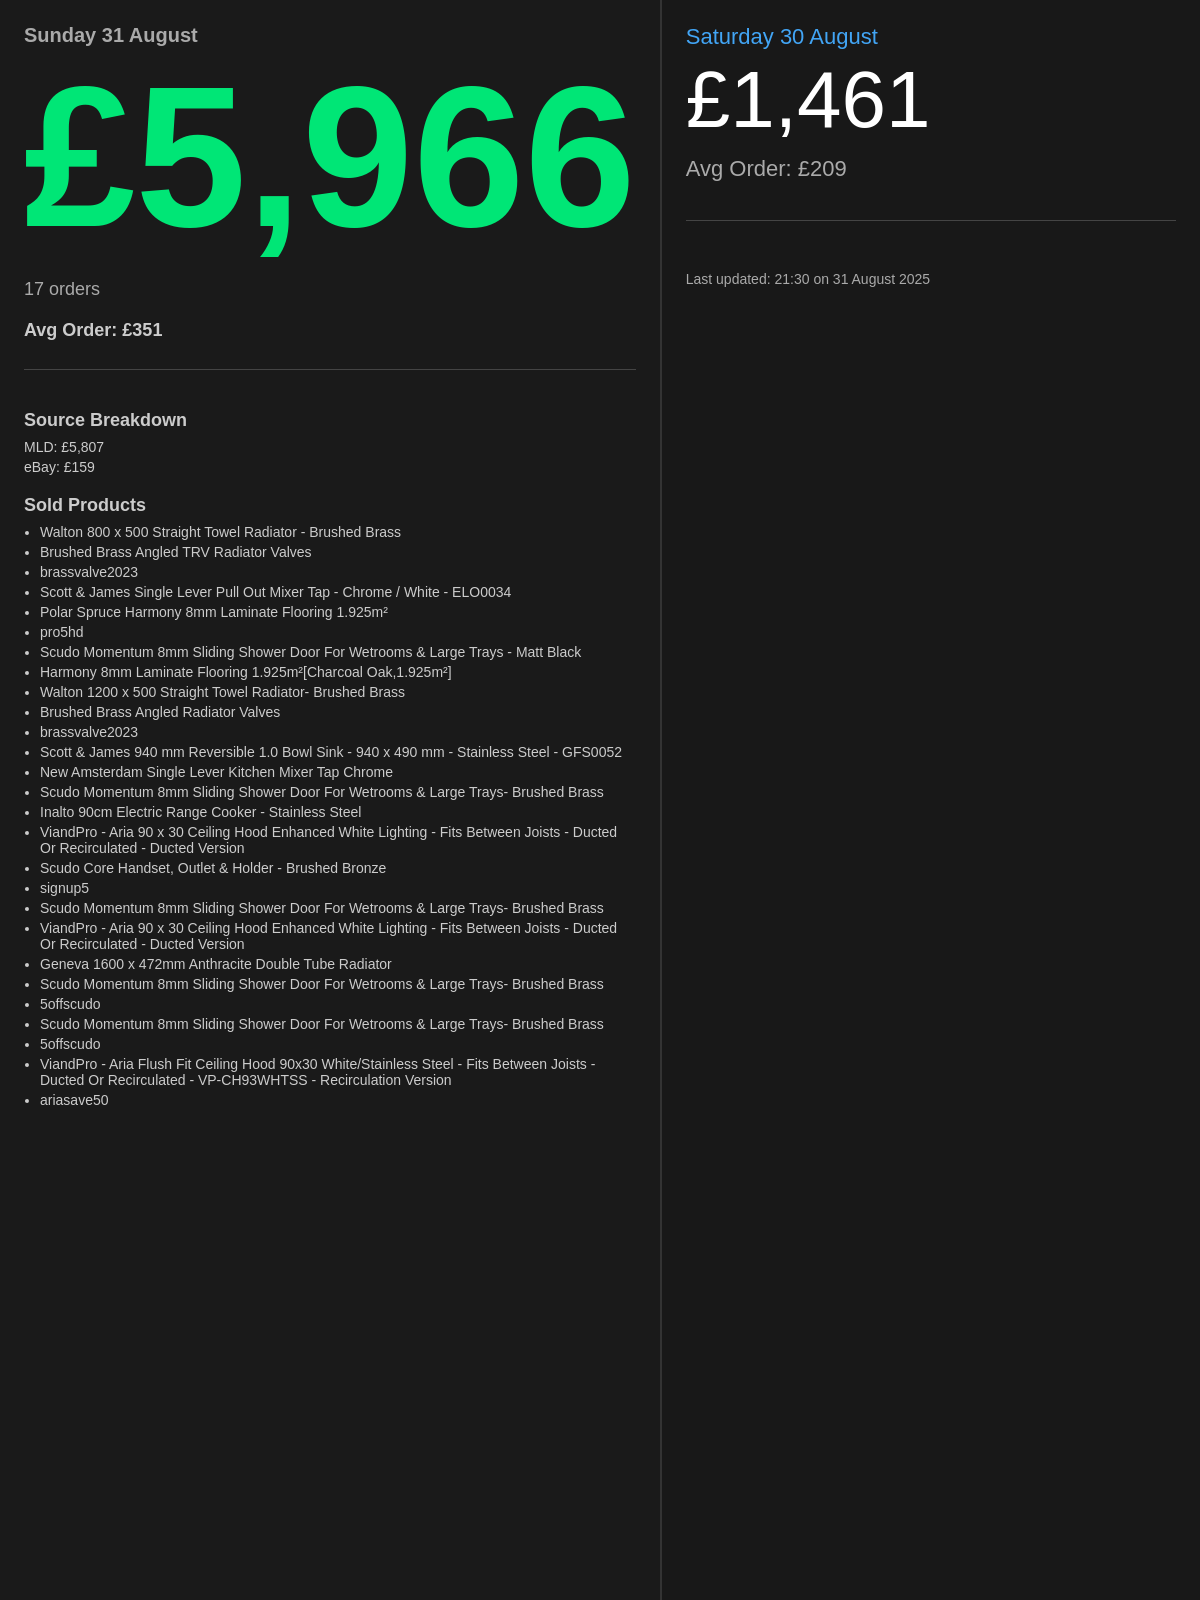 Sunday 31 August
£5,966
17 orders
Avg Order: £351
Source Breakdown
MLD: £5,807
eBay: £159
Sold Products
• Walton 800 x 500 Straight Towel Radiator - Brushed Brass
• Brushed Brass Angled TRV Radiator Valves
• brassvalve2023
• Scott & James Single Lever Pull Out Mixer Tap - Chrome / White - ELO0034
• Polar Spruce Harmony 8mm Laminate Flooring 1.925m²
• pro5hd
• Scudo Momentum 8mm Sliding Shower Door For Wetrooms & Large Trays - Matt Black
• Harmony 8mm Laminate Flooring 1.925m²[Charcoal Oak,1.925m²]
• Walton 1200 x 500 Straight Towel Radiator- Brushed Brass
• Brushed Brass Angled Radiator Valves
• brassvalve2023
• Scott & James 940 mm Reversible 1.0 Bowl Sink - 940 x 490 mm - Stainless Steel - GFS0052
• New Amsterdam Single Lever Kitchen Mixer Tap Chrome
• Scudo Momentum 8mm Sliding Shower Door For Wetrooms & Large Trays- Brushed Brass
• Inalto 90cm Electric Range Cooker - Stainless Steel
• ViandPro - Aria 90 x 30 Ceiling Hood Enhanced White Lighting - Fits Between Joists - Ducted
Or Recirculated - Ducted Version
• Scudo Core Handset, Outlet & Holder - Brushed Bronze
• signup5
• Scudo Momentum 8mm Sliding Shower Door For Wetrooms & Large Trays- Brushed Brass
• ViandPro - Aria 90 x 30 Ceiling Hood Enhanced White Lighting - Fits Between Joists - Ducted
Or Recirculated - Ducted Version
• Geneva 1600 x 472mm Anthracite Double Tube Radiator
• Scudo Momentum 8mm Sliding Shower Door For Wetrooms & Large Trays- Brushed Brass
• 5offscudo
• Scudo Momentum 8mm Sliding Shower Door For Wetrooms & Large Trays- Brushed Brass
• 5offscudo
• ViandPro - Aria Flush Fit Ceiling Hood 90x30 White/Stainless Steel - Fits Between Joists -
Ducted Or Recirculated - VP-CH93WHTSS - Recirculation Version
• ariasave50
Saturday 30 August
£1,461
Avg Order: £209
Last updated: 21:30 on 31 August 2025